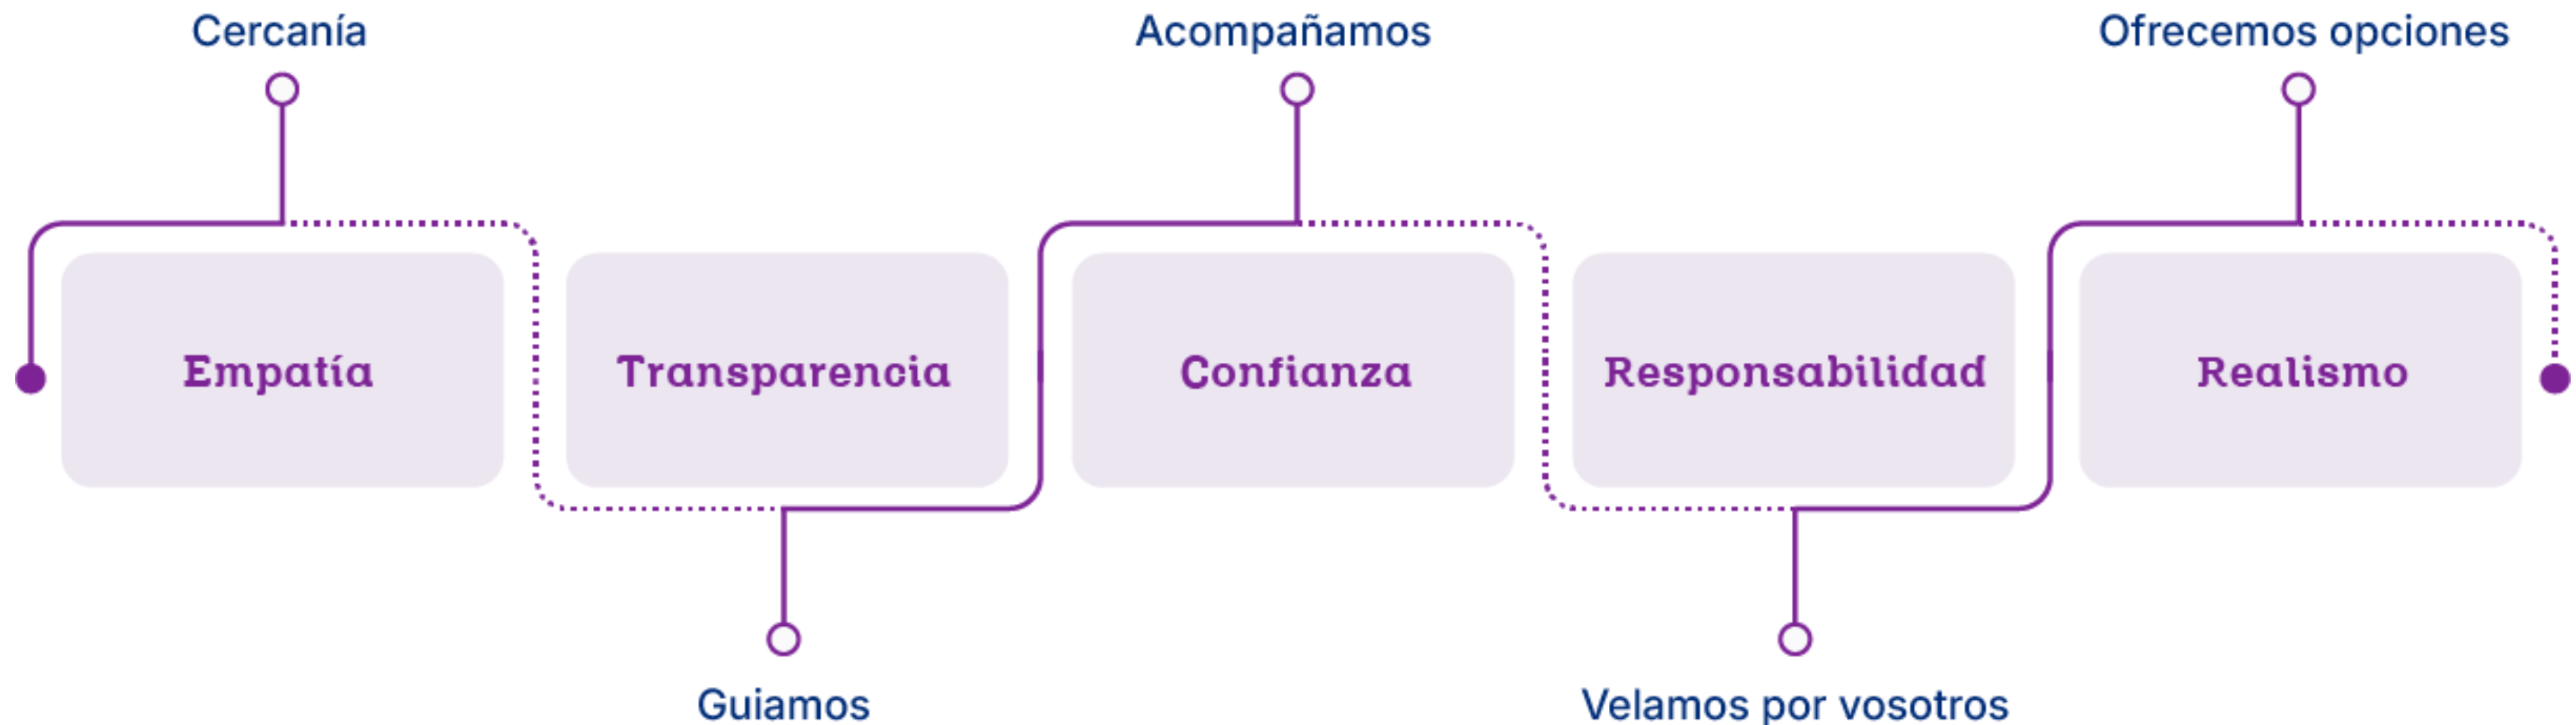 Cercanía
Acompañamos
Ofrecemos opciones
Empatía
Transparencia
Confianza
Responsabilidad
Realismo
Guiamos
Velamos por vosotros